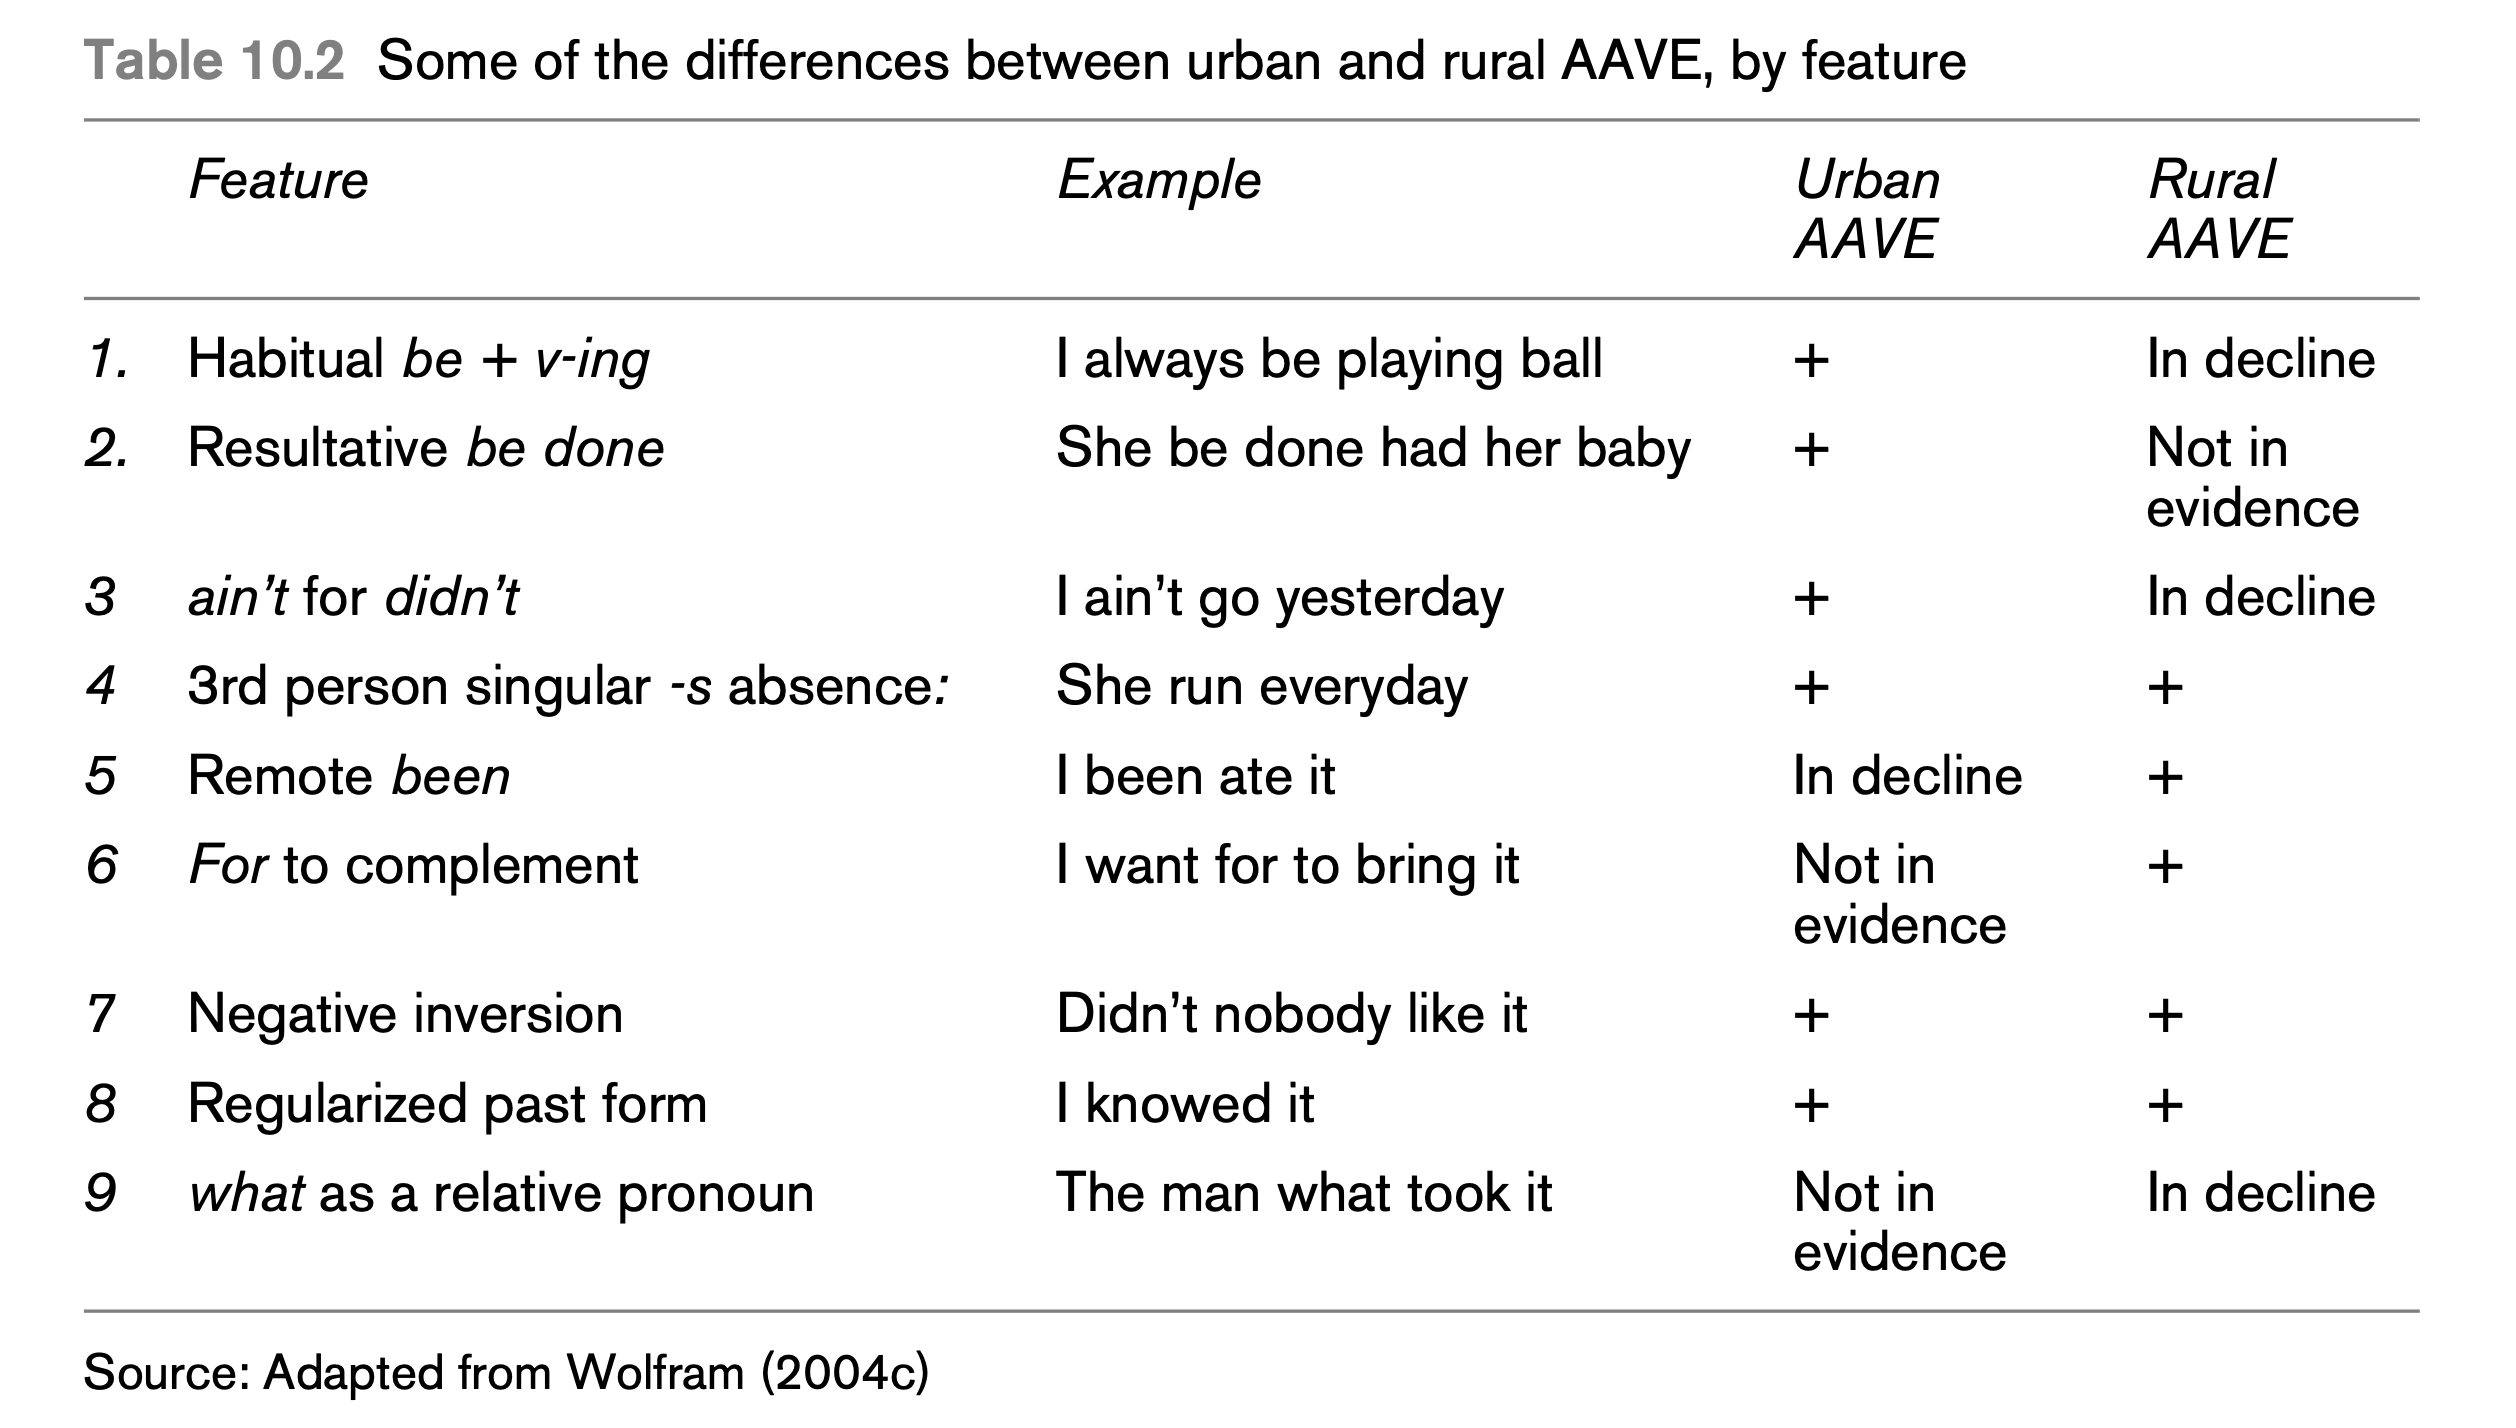 Table 10.2 Some of the differences between urban and rural AAVE, by feature
Feature Example Urban AAVE Rural AAVE
1. Habitual be + v-ing I always be playing ball + In decline
2. Resultative be done She be done had her baby + Not in evidence
3 ain’t for didn’t I ain’t go yesterday + In decline
4 3rd person singular -s absence: She run everyday + +
5 Remote been I been ate it In decline +
6 For to complement I want for to bring it Not in evidence +
7 Negative inversion Didn’t nobody like it + +
8 Regularized past form I knowed it + +
9 what as a relative pronoun The man what took it Not in evidence In decline
Source: Adapted from Wolfram (2004c)